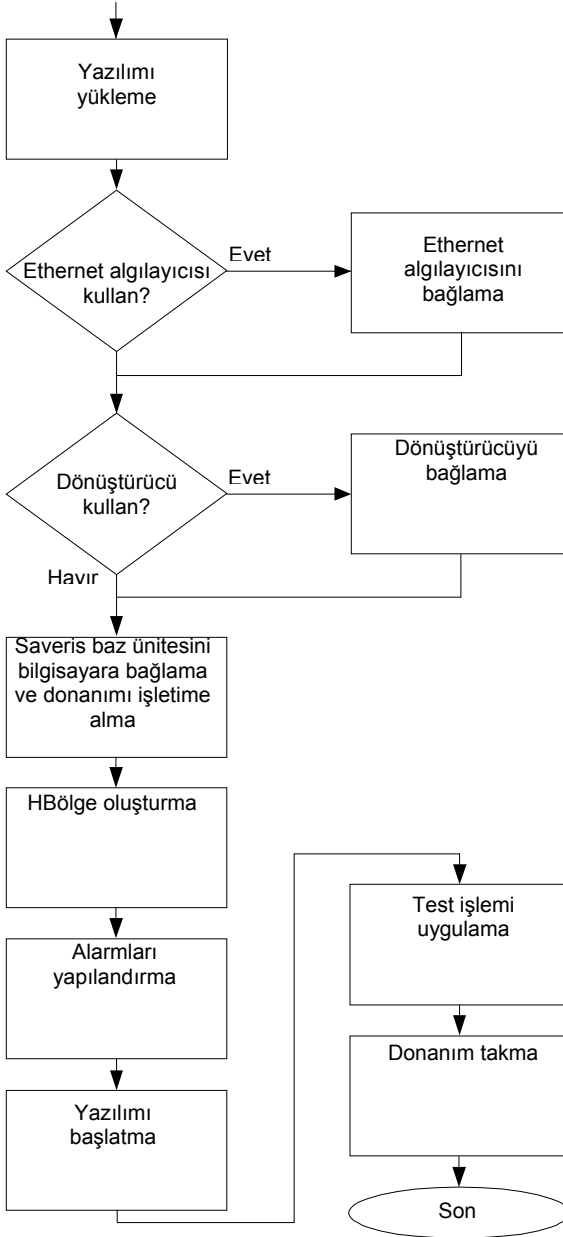 Yazılımı
yükleme
Ethernet algılayıcısı
kullan?
Evet
Ethernet
algılayıcısını
bağlama
Dönüştürücü
kullan?
Evet
Dönüştürücüyü
bağlama
Hayır
Saveris baz ünitesini
bilgisayara bağlama
ve donanımı işletime
alma
HBölge oluşturma
Alarmları
yapılandırma
Yazılımı
başlatma
Test işlemi
uygulama
Donanım takma
Son